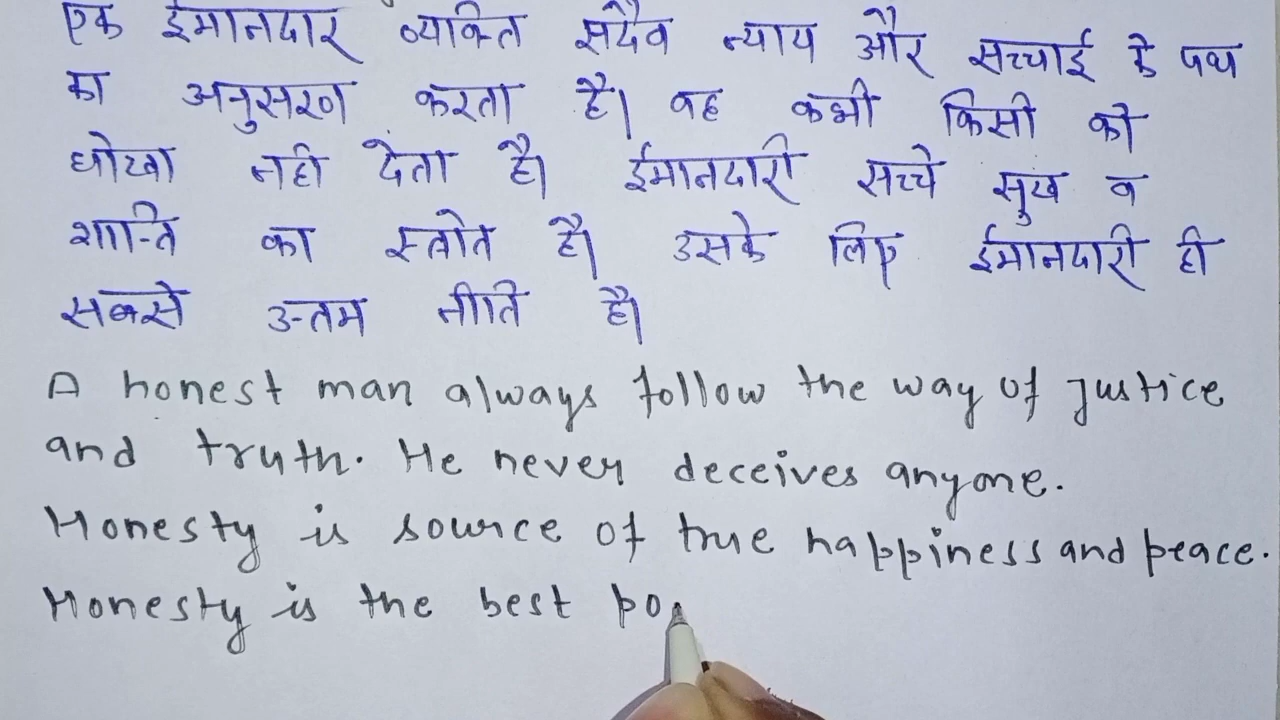 एक ईमानदार व्यक्ति सदैव न्याय और सच्चाई के पथ
का अनुसरण करता है। वह कभी किसी को
धोखा नही देता है। ईमानदारी सच्चे सुख व
शान्ति का स्त्रोत है। उसके लिए ईमानदारी ही
सबसे उत्तम नीति है।
A honest man always follow the way of justice
and truth. He never deceives anyone.
Honesty is source of true happiness and peace.
Honesty is the best po